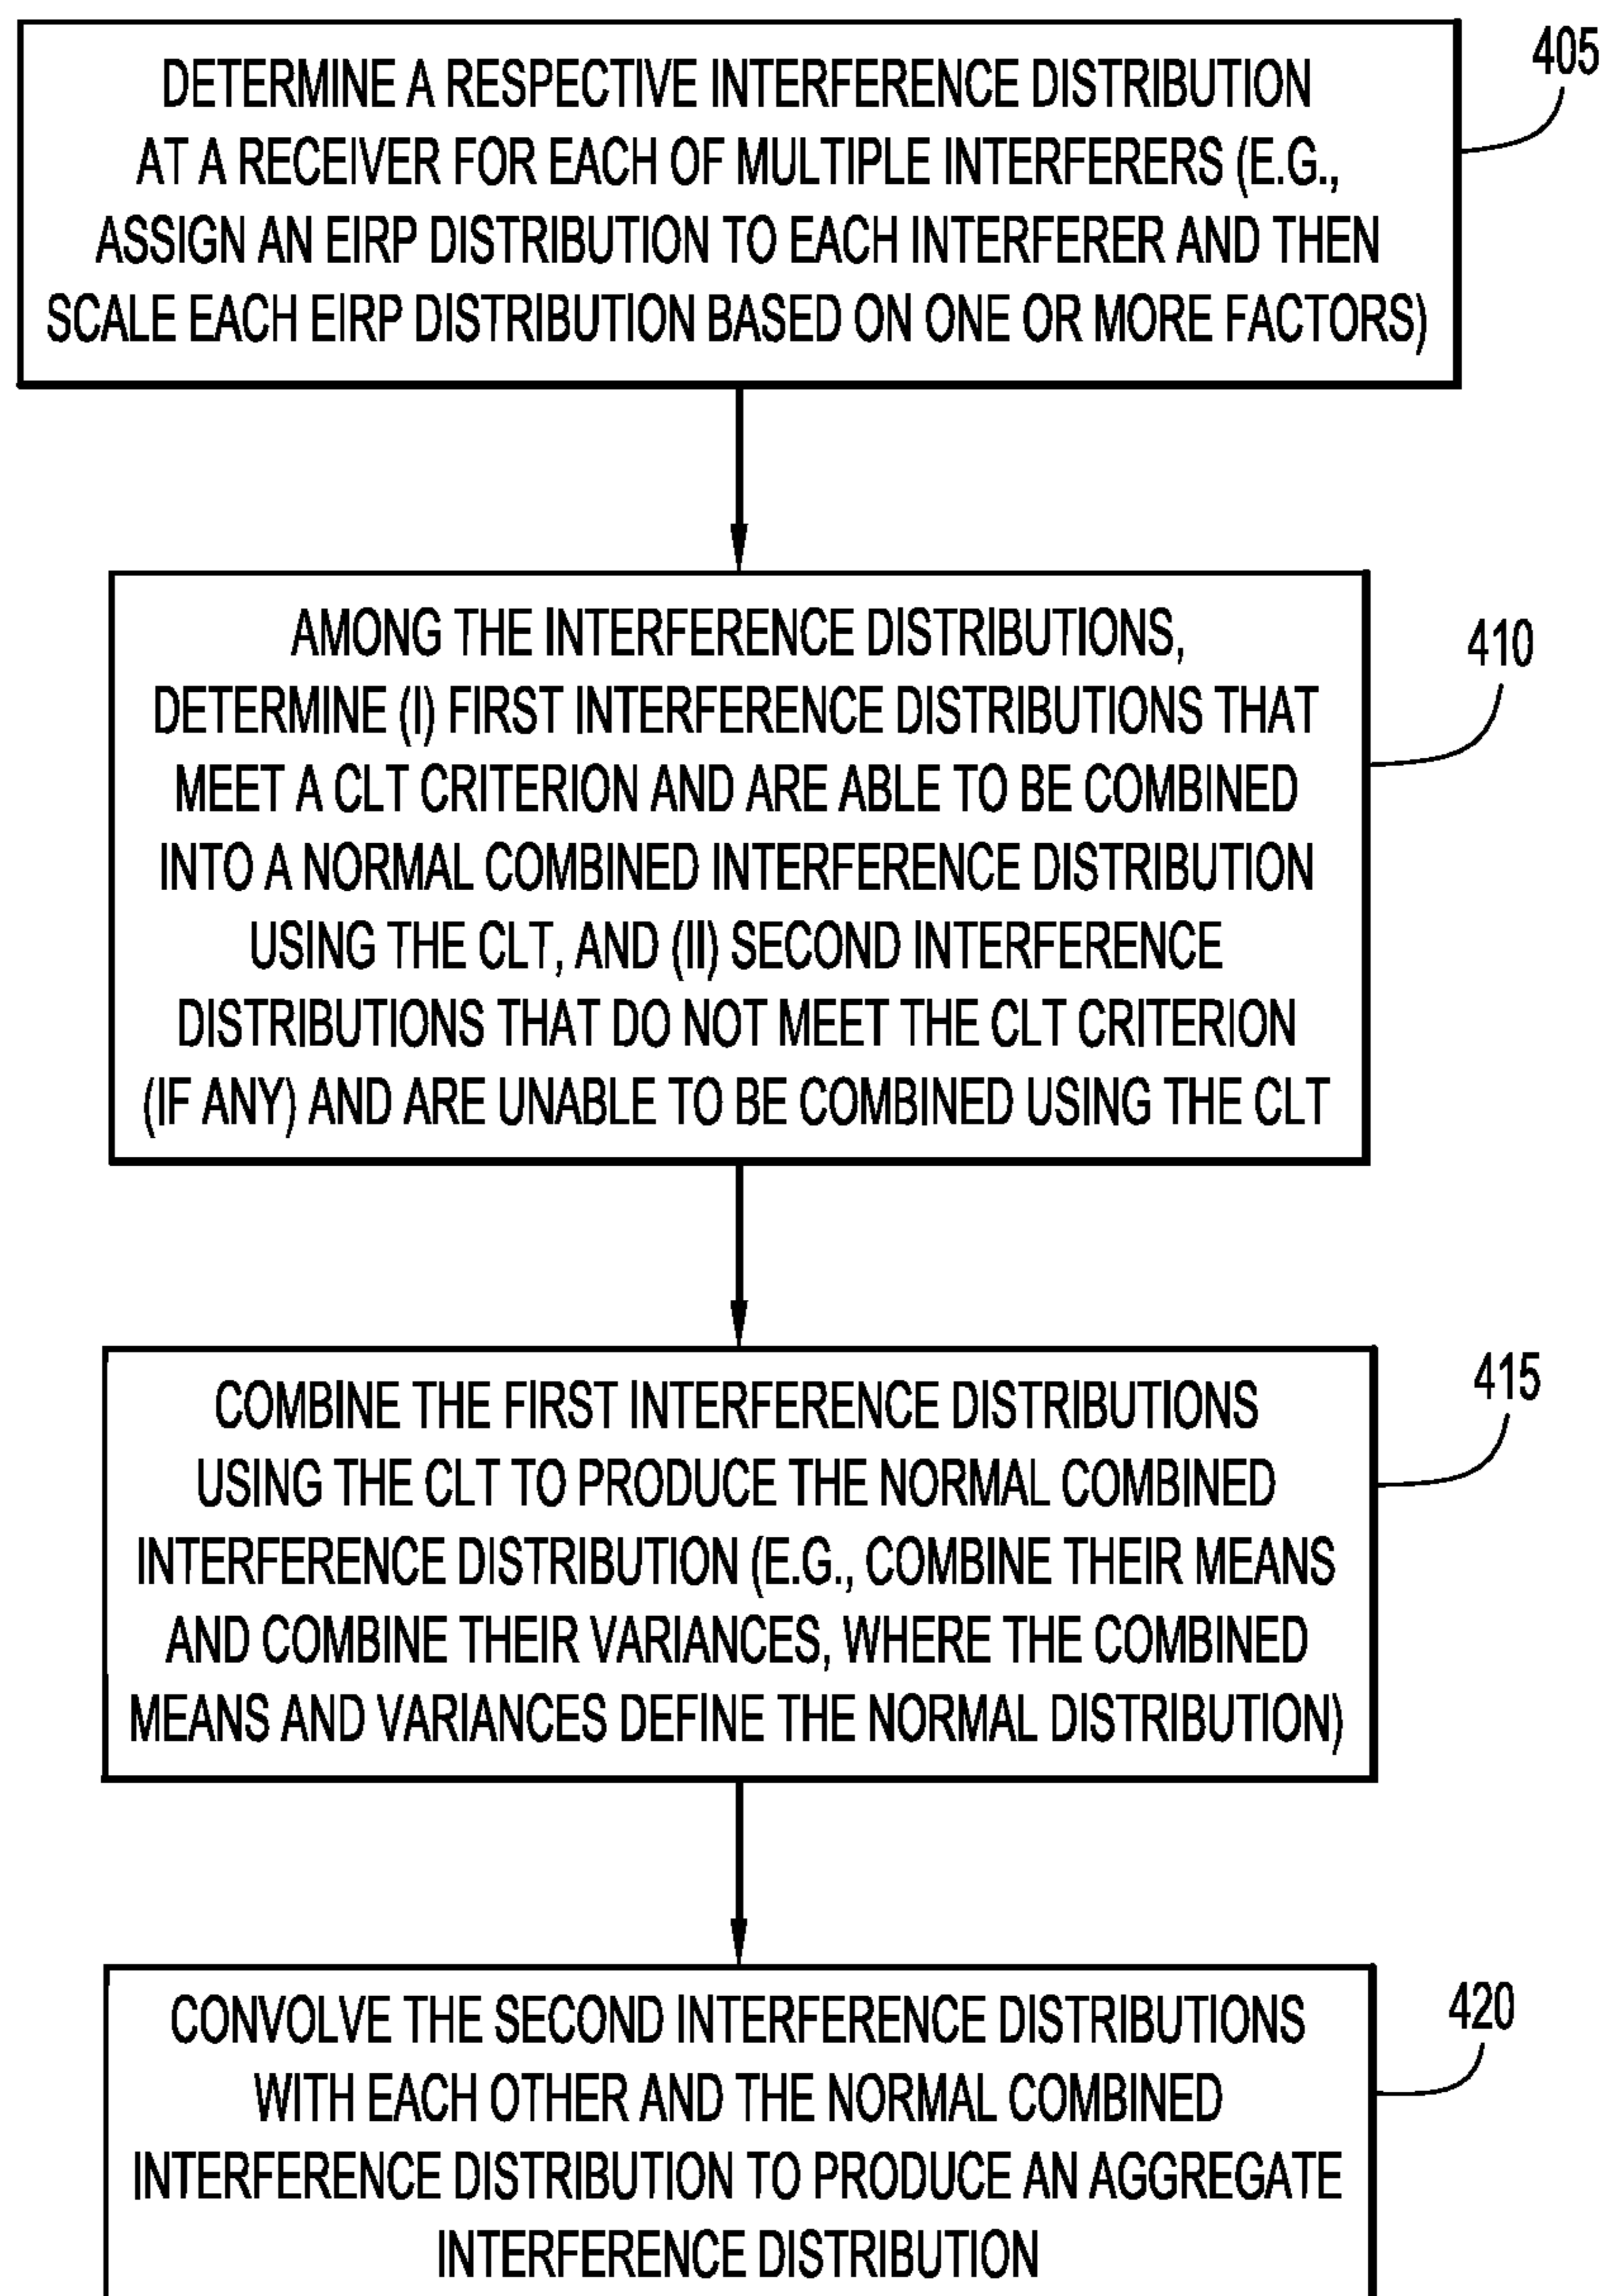 DETERMINE A RESPECTIVE INTERFERENCE DISTRIBUTION
AT A RECEIVER FOR EACH OF MULTIPLE INTERFERERS (E.G.,
ASSIGN AN EIRP DISTRIBUTION TO EACH INTERFERER AND THEN
SCALE EACH EIRP DISTRIBUTION BASED ON ONE OR MORE FACTORS)
405
AMONG THE INTERFERENCE DISTRIBUTIONS,
DETERMINE (I) FIRST INTERFERENCE DISTRIBUTIONS THAT
MEET A CLT CRITERION AND ARE ABLE TO BE COMBINED
INTO A NORMAL COMBINED INTERFERENCE DISTRIBUTION
USING THE CLT, AND (II) SECOND INTERFERENCE
DISTRIBUTIONS THAT DO NOT MEET THE CLT CRITERION
(IF ANY) AND ARE UNABLE TO BE COMBINED USING THE CLT
410
COMBINE THE FIRST INTERFERENCE DISTRIBUTIONS
USING THE CLT TO PRODUCE THE NORMAL COMBINED
INTERFERENCE DISTRIBUTION (E.G., COMBINE THEIR MEANS
AND COMBINE THEIR VARIANCES, WHERE THE COMBINED
MEANS AND VARIANCES DEFINE THE NORMAL DISTRIBUTION)
415
CONVOLVE THE SECOND INTERFERENCE DISTRIBUTIONS
WITH EACH OTHER AND THE NORMAL COMBINED
INTERFERENCE DISTRIBUTION TO PRODUCE AN AGGREGATE
INTERFERENCE DISTRIBUTION
420